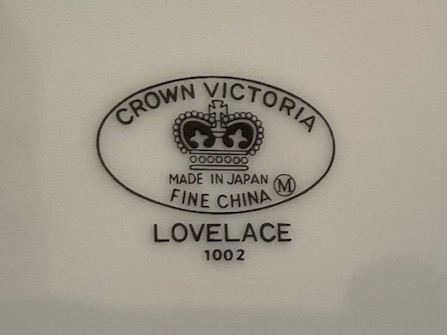 CROWN VICTORIA
MADE IN JAPAN
FINE CHINA M
LOVELACE
1002